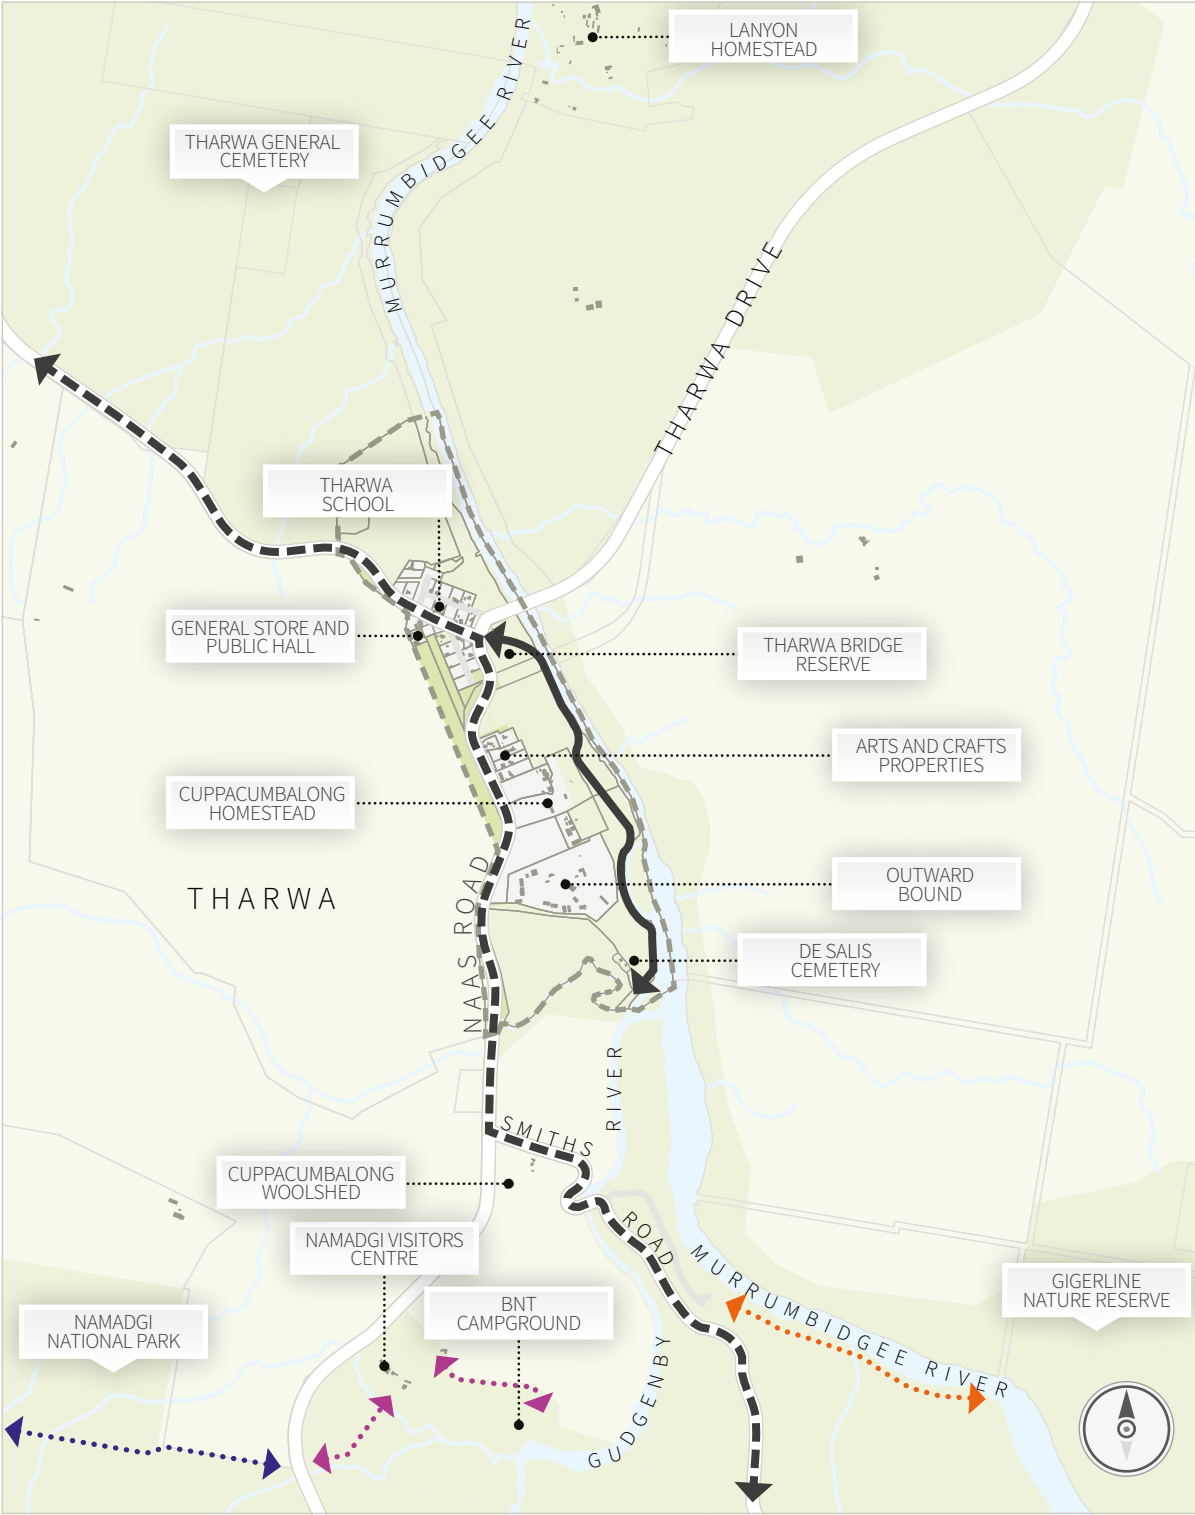 LANYON
HOMESTEAD
MURRUMBIDGEE RIVER
THARWA GENERAL
CEMETERY
THARWA DRIVE
THARWA
SCHOOL
GENERAL STORE AND
PUBLIC HALL
THARWA BRIDGE
RESERVE
ARTS AND CRAFTS
PROPERTIES
CUPPACUMBALONG
HOMESTEAD
THARWA
NAAS ROAD
OUTWARD
BOUND
DE SALIS
CEMETERY
SMITHS
ROAD
CUPPACUMBALONG
WOOLSHED
NAMADGI VISITORS
CENTRE
BNT
CAMPGROUND
NAMADGI
NATIONAL PARK
GIGERLINE
NATURE RESERVE
MURRUMBIDGEE RIVER
GUDGENBY
RIVER